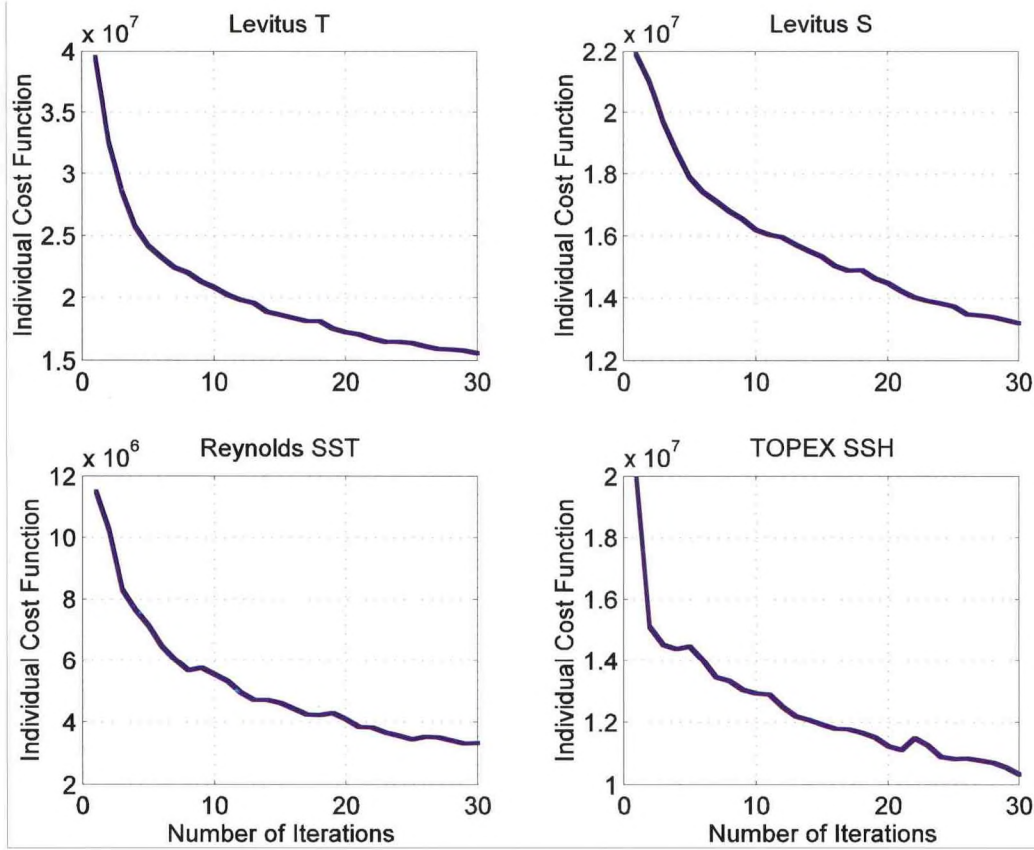 Levitus T
x 10^7
Individual Cost Function
4
3.5
3
2.5
2
1.5
0 10 20 30
Levitus S
x 10^7
Individual Cost Function
2.2
2
1.8
1.6
1.4
1.2
0 10 20 30
Reynolds SST
x 10^6
Individual Cost Function
12
10
8
6
4
2
0 10 20 30
Number of Iterations
TOPEX SSH
x 10^7
Individual Cost Function
2
1.8
1.6
1.4
1.2
1
0 10 20 30
Number of Iterations